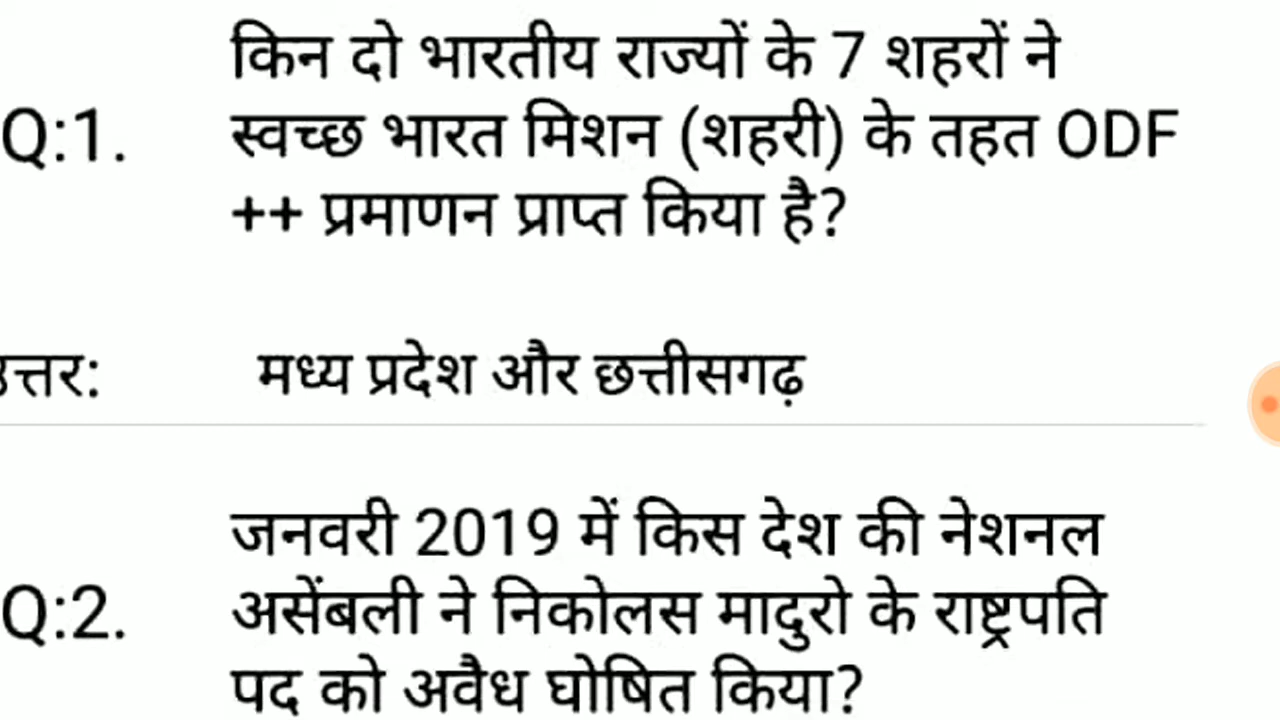 किन दो भारतीय राज्यों के 7 शहरों ने
Q:1. स्वच्छ भारत मिशन (शहरी) के तहत ODF
++ प्रमाणन प्राप्त किया है?
उत्तर: मध्य प्रदेश और छत्तीसगढ़
जनवरी 2019 में किस देश की नेशनल
Q:2. असेंबली ने निकोलस मादुरो के राष्ट्रपति
पद को अवैध घोषित किया?